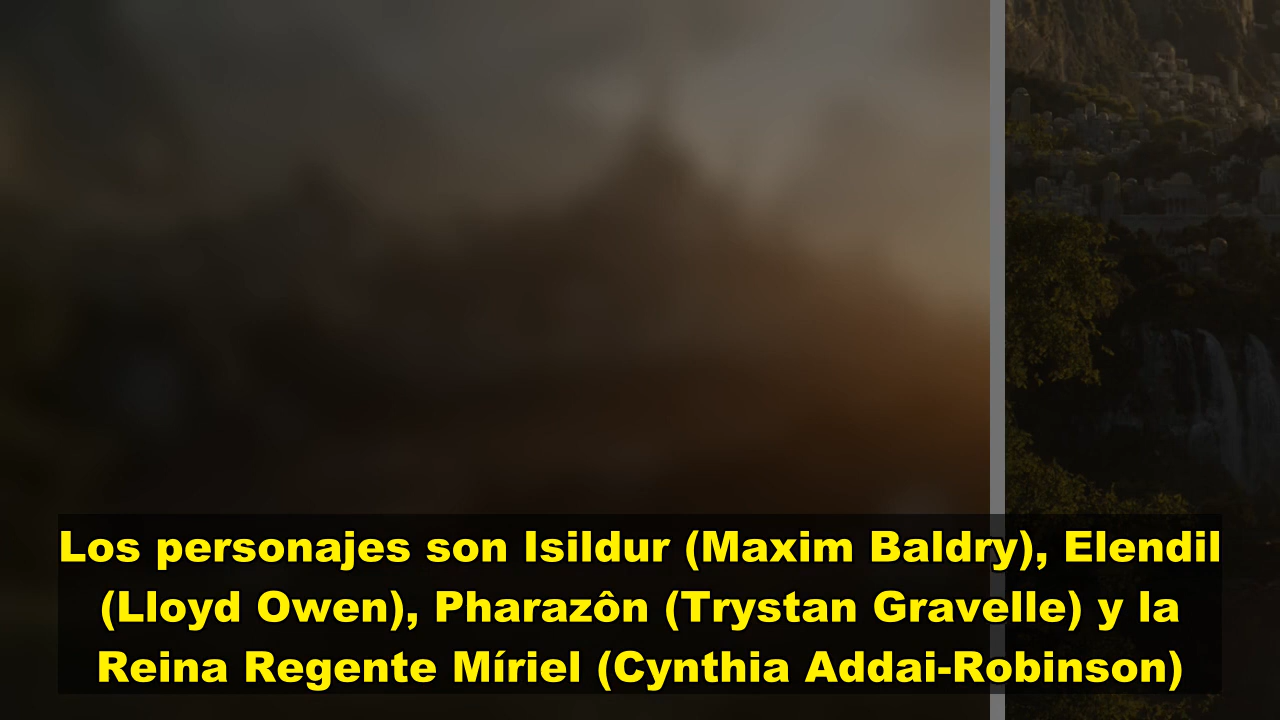 Los personajes son Isildur (Maxim Baldry), Elendil
(Lloyd Owen), Pharazôn (Trystan Gravelle) y la
Reina Regente Míriel (Cynthia Addai-Robinson)